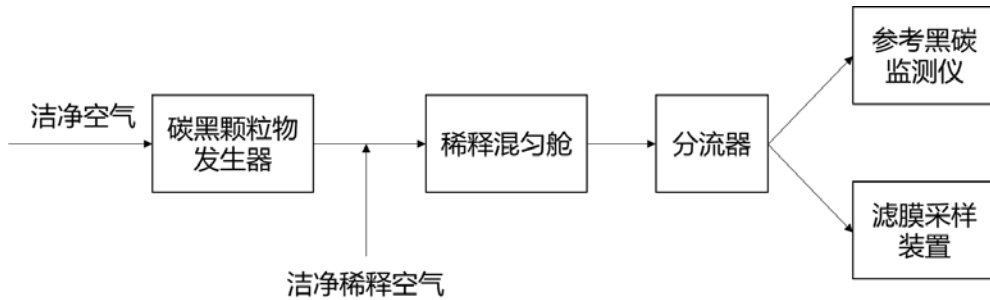 洁净空气
碳黑颗粒物
发生器
洁净稀释空气
稀释混匀舱
分流器
参考黑碳
监测仪
滤膜采样
装置